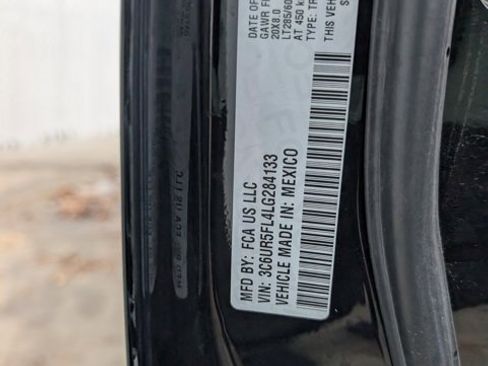 MFD BY: FCA US LLC
VIN: 3C6UR5FL4LG284133
VEHICLE MADE IN: MEXICO
DATE OF
GAWR
20X8.0
LT285/60
AT 450 k
TYPE: TR
THIS VEH